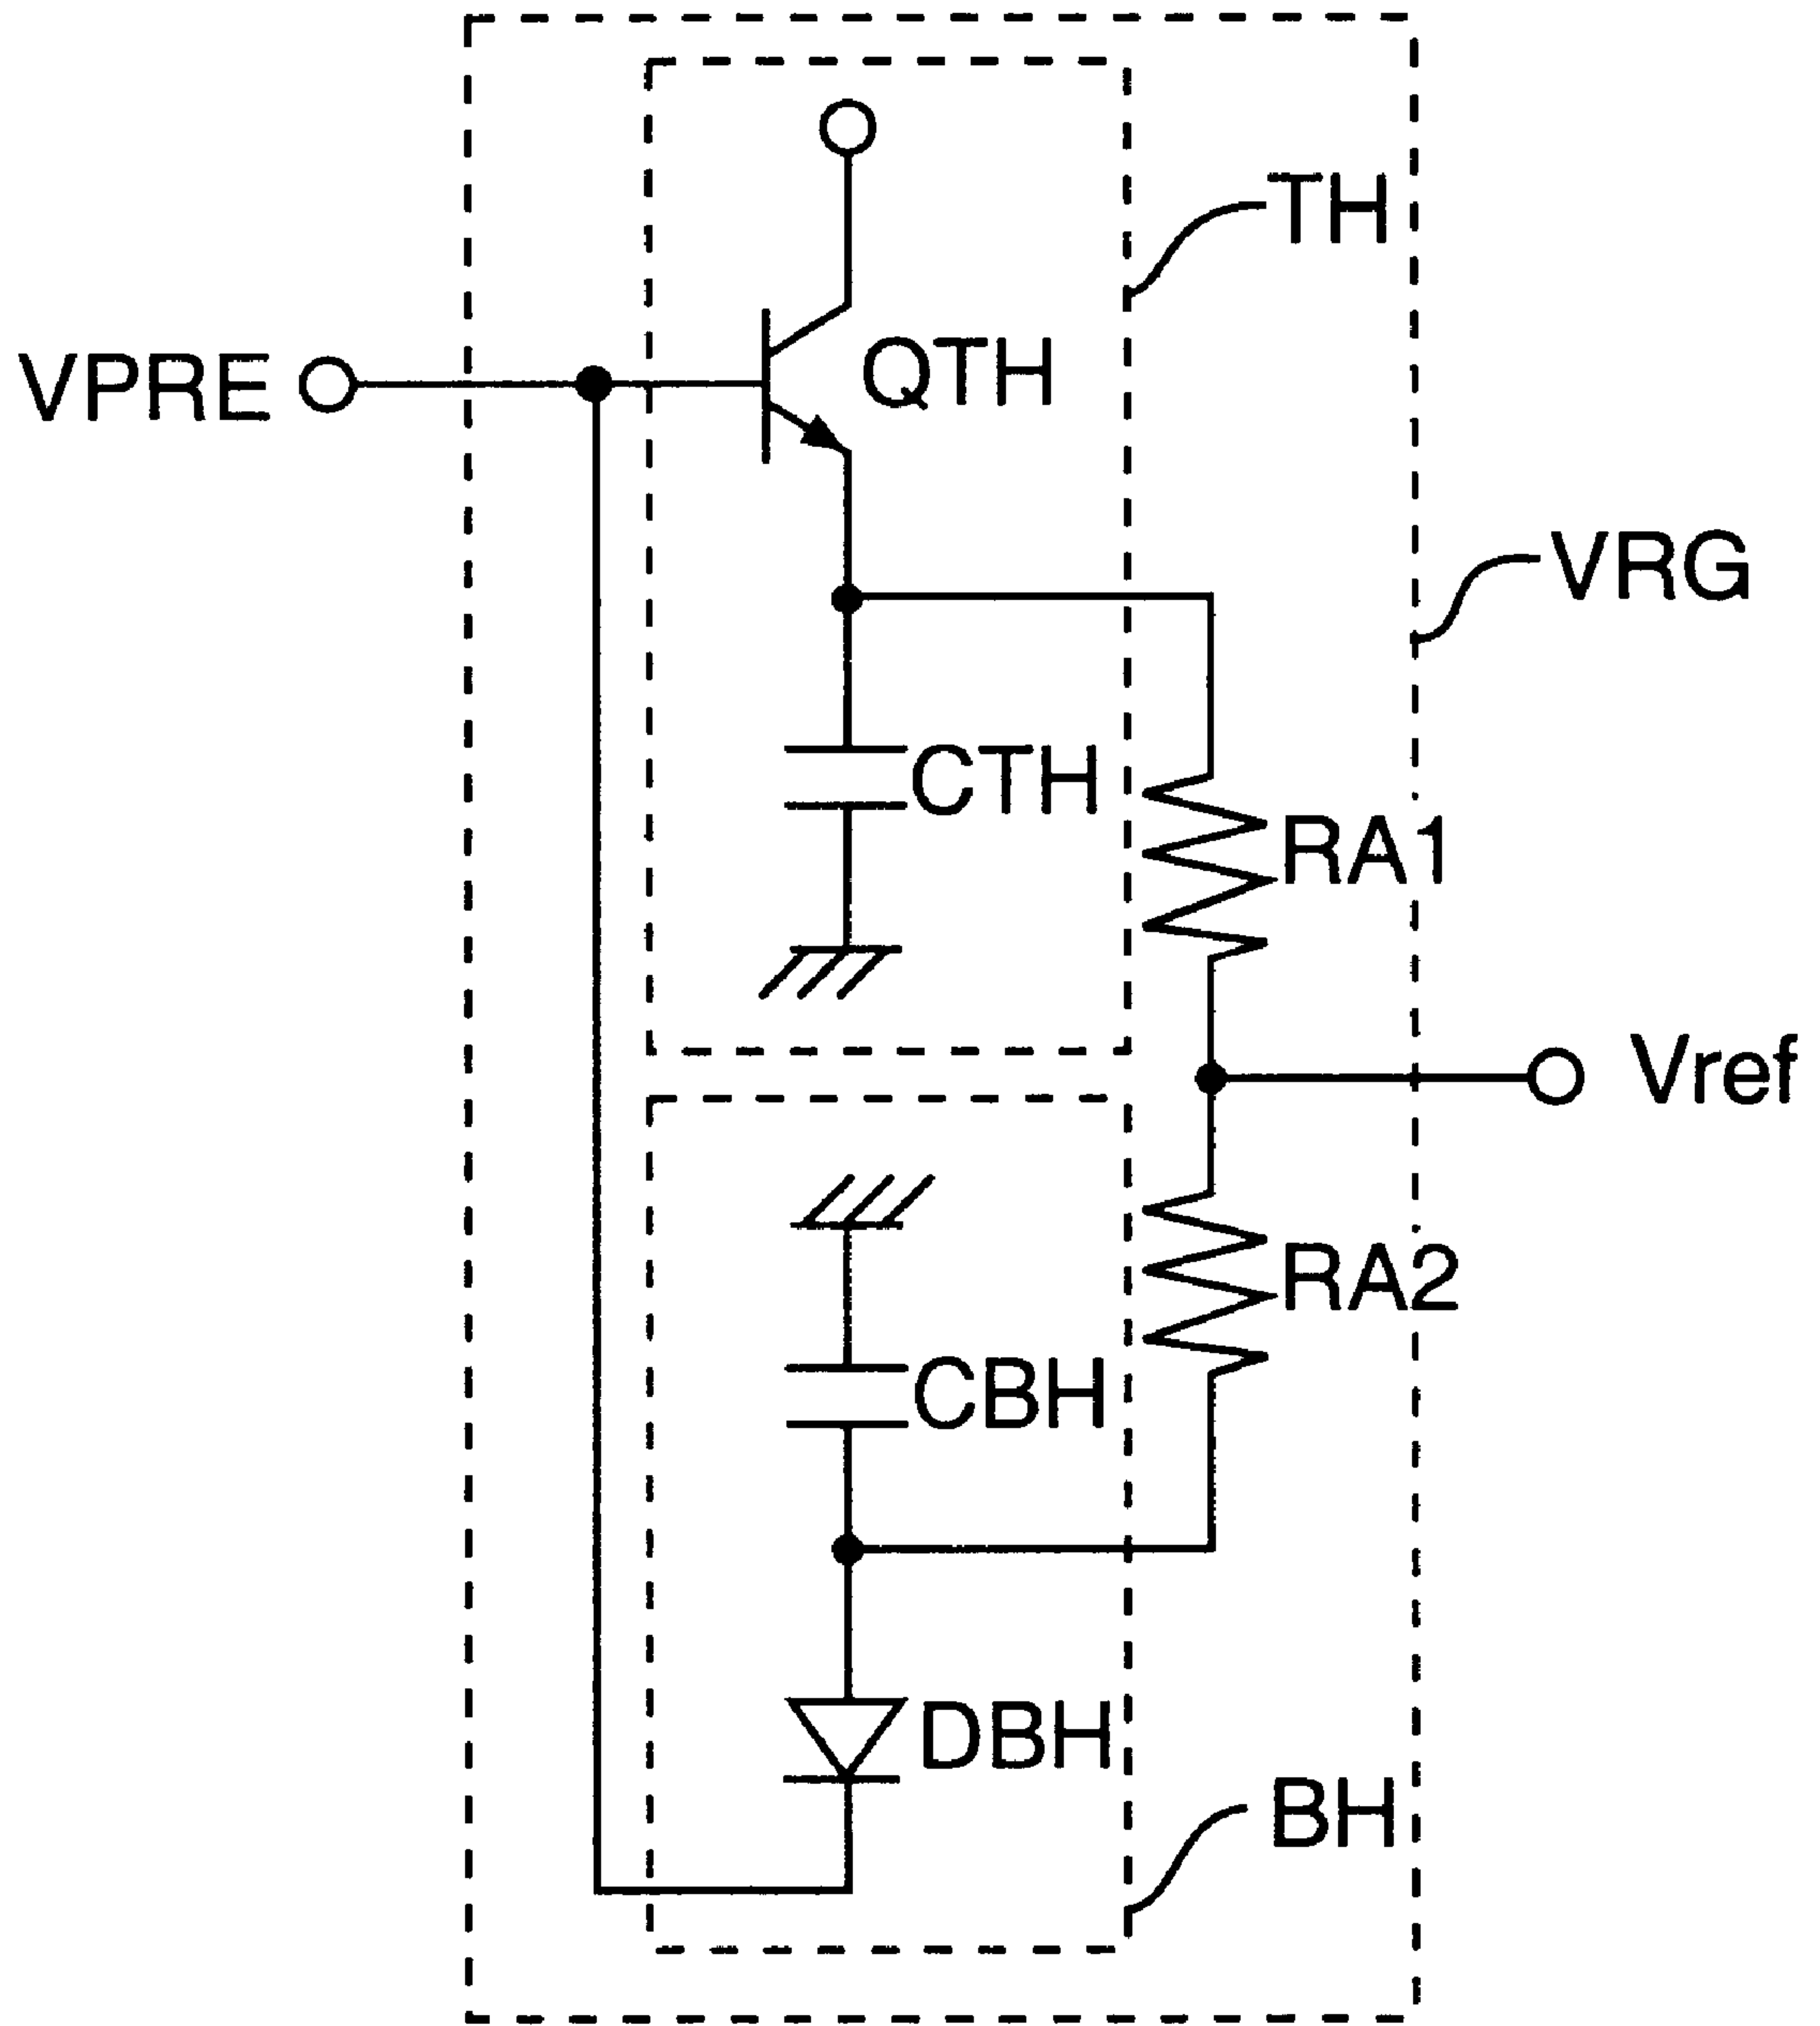 TH
VPRE
QTH
VRG
CTH
RA1
Vref
RA2
CBH
DBH
BH